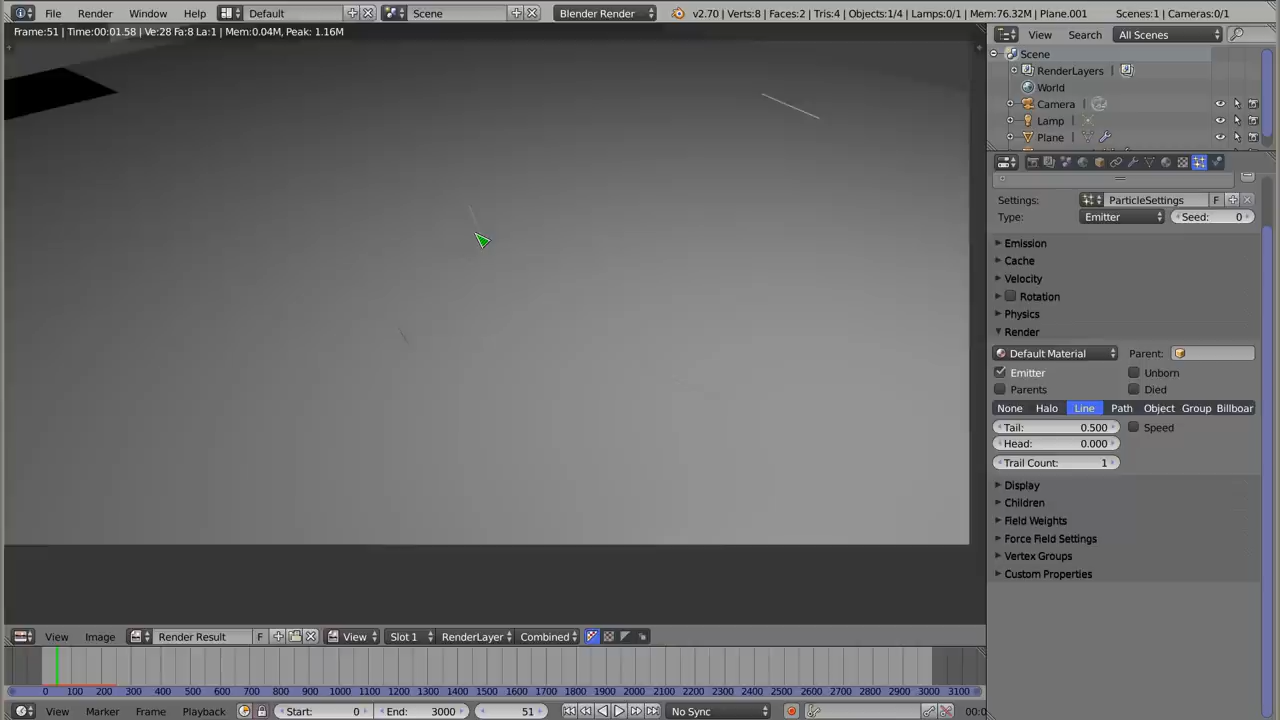 File Render Window Help Default Scene Blender Render v2.70 | Verts:8 | Faces:2 | Tris:4 | Objects:1/4 | Lamps:0/1 | Mem:76.32M | Plane.001 Scenes:1 | Cameras:0/1
Frame:51 | Time:00:01.58 | Ve:28 Fa:8 La:1 | Mem:0.04M, Peak: 1.16M
View Search All Scenes
Scene
RenderLayers
World
Camera
Lamp
Plane
Settings: ParticleSettings F
Type: Emitter Seed: 0
Emission
Cache
Velocity
Rotation
Physics
Render
Default Material Parent:
Emitter Unborn
Parents Died
None Halo Line Path Object Group Billboar
Tail: 0.500 Speed
Head: 0.000
Trail Count: 1
Display
Children
Field Weights
Force Field Settings
Vertex Groups
Custom Properties
View Image Render Result F View Slot 1 RenderLayer Combined
0 100 200 300 400 500 600 700 800 900 1000 1100 1200 1300 1400 1500 1600 1700 1800 1900 2000 2100 2200 2300 2400 2500 2600 2700 2800 2900 3000 3100
View Marker Frame Playback Start: 0 End: 3000 51 No Sync 00:0